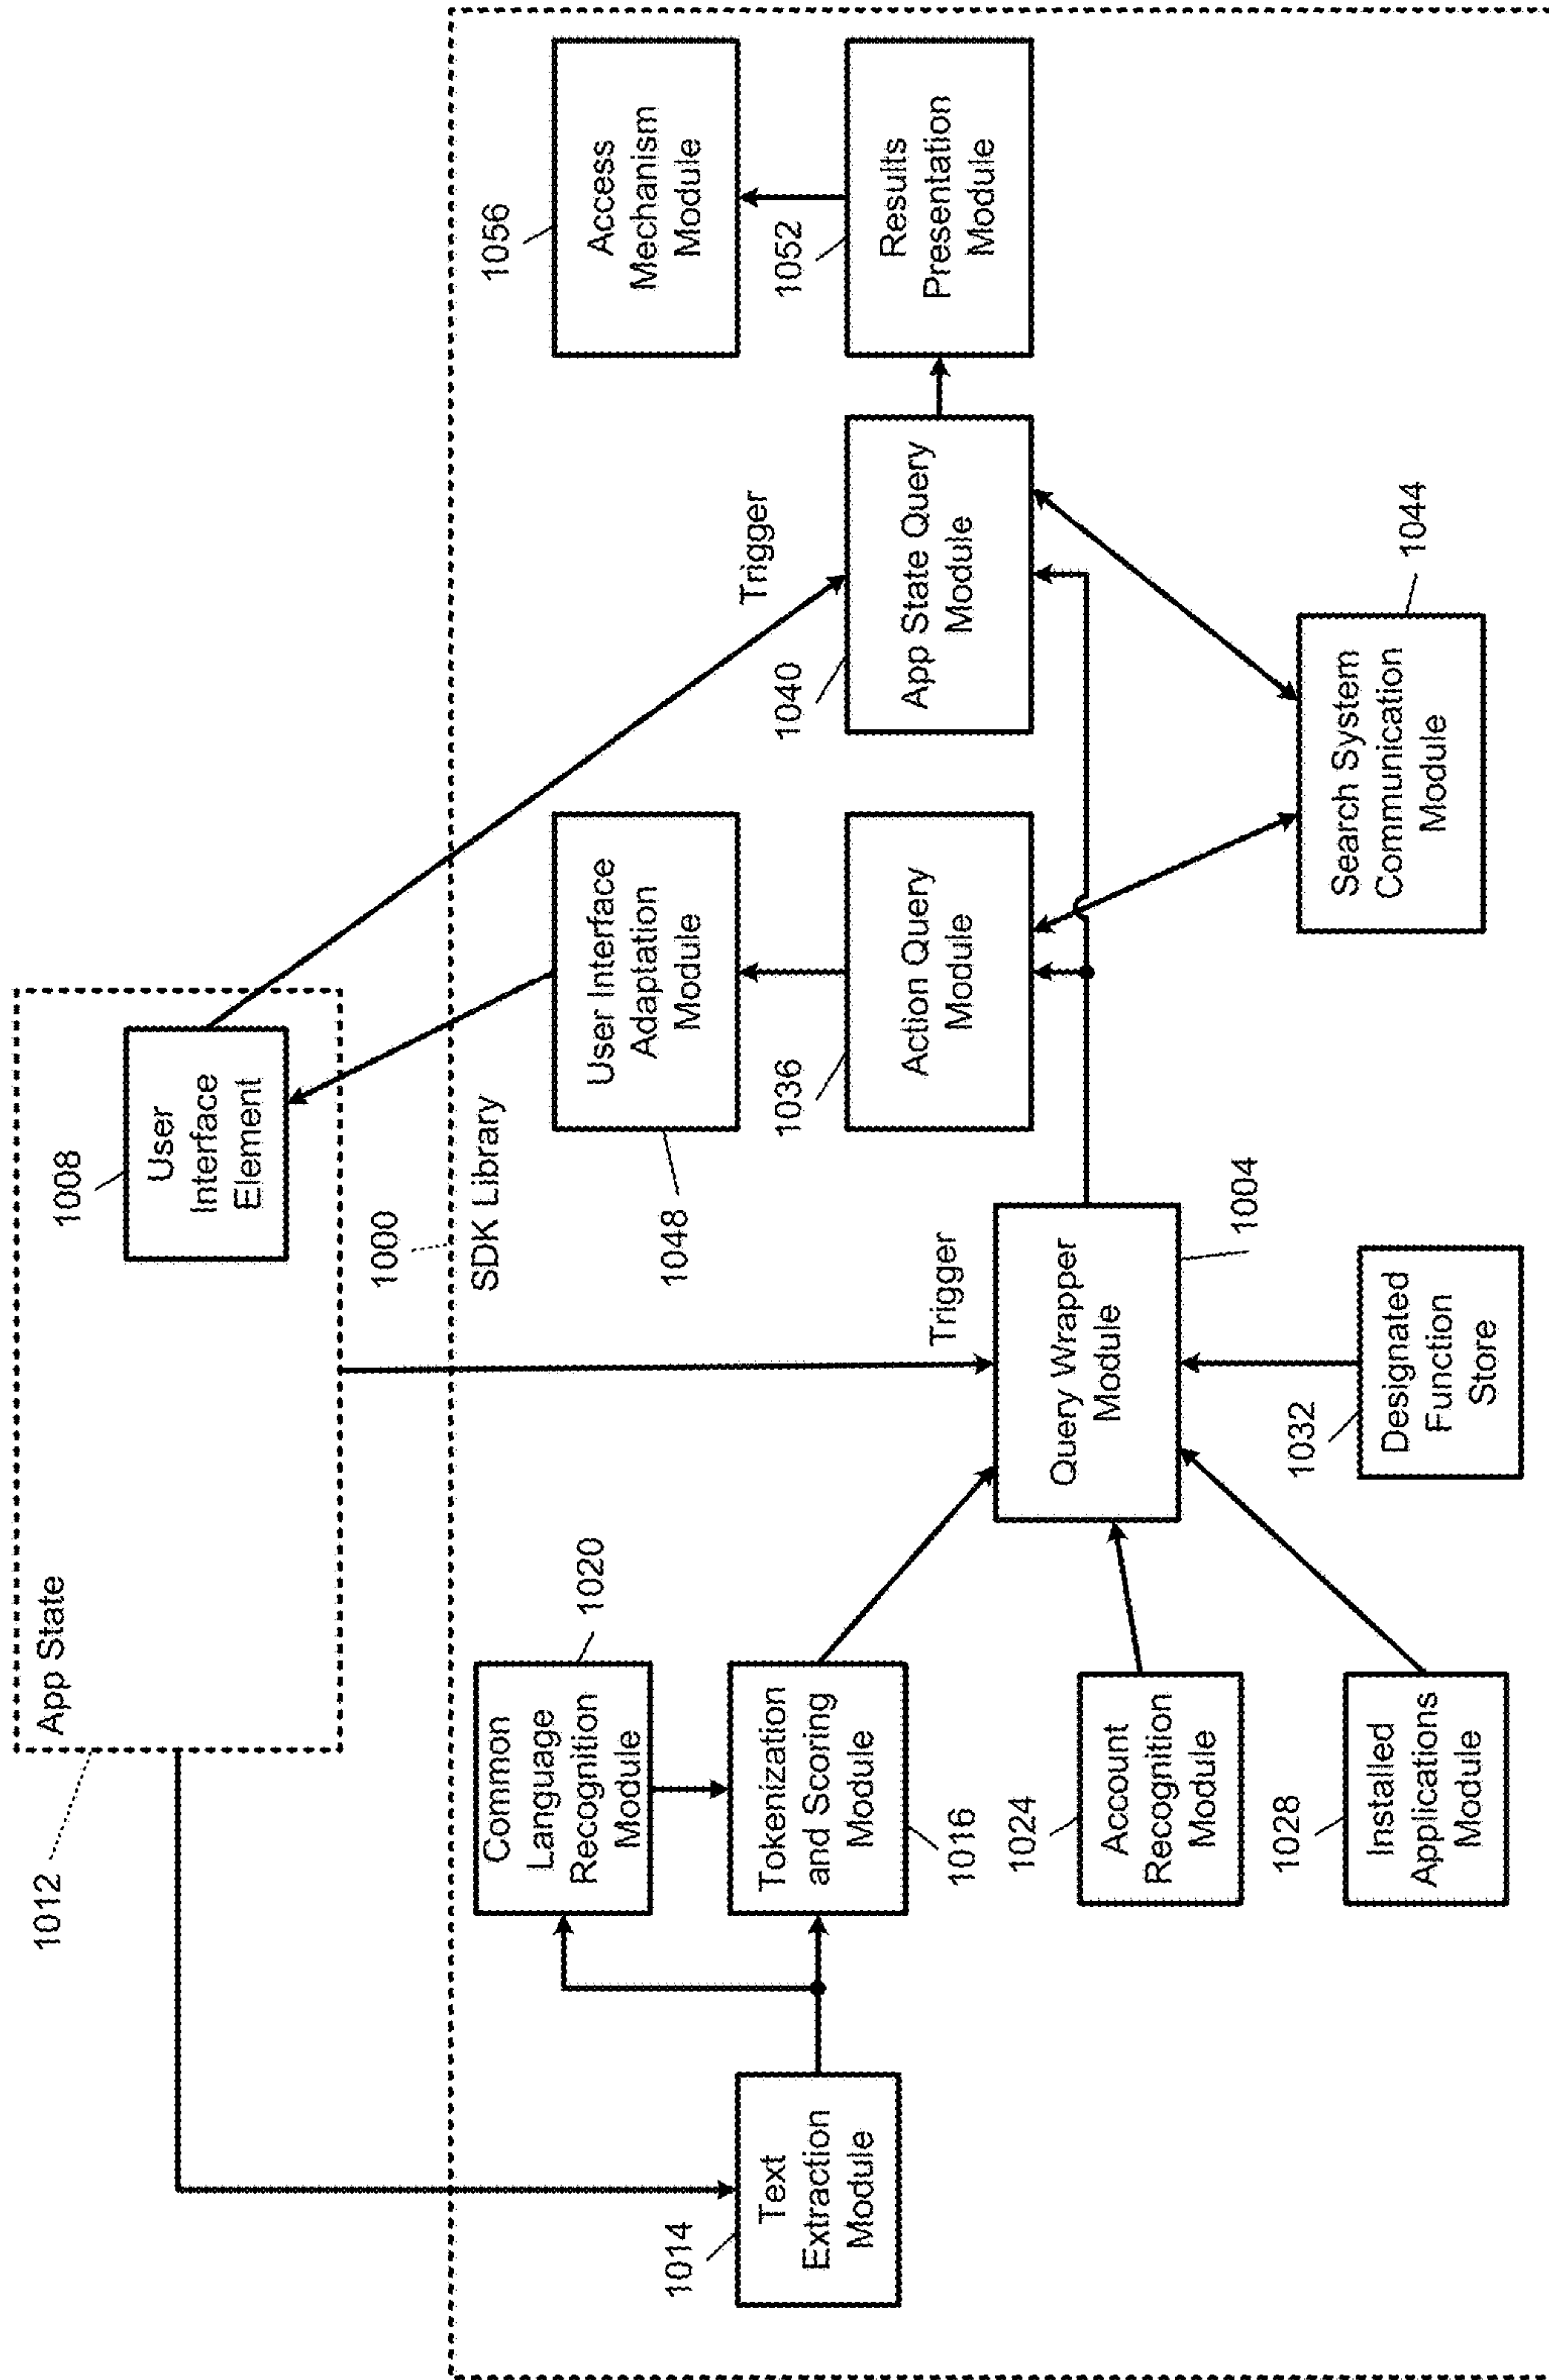 1012
App State
1008
User
Interface
Element
1000
SDK Library
1014
Text
Extraction
Module
Common
Language
Recognition
Module
1020
Tokenization
and Scoring
Module
1016
1024
Account
Recognition
Module
1028
Installed
Applications
Module
Trigger
Query Wrapper
Module
1004
1032
Designated
Function
Store
User Interface
Adaptation
Module
1048
1036
Action Query
Module
Trigger
1040
App State Query
Module
Search System
Communication
Module
1044
1056
Access
Mechanism
Module
1052
Results
Presentation
Module